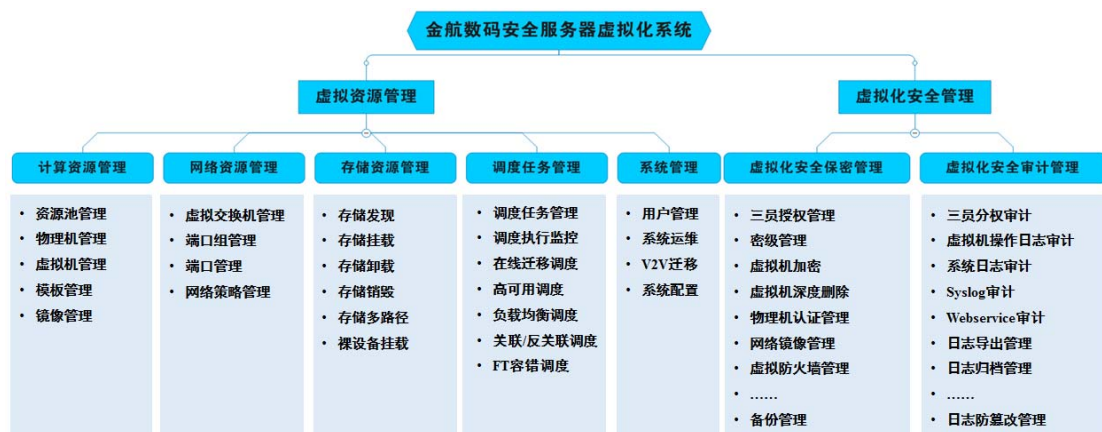 金航数码安全服务器虚拟化系统
虚拟资源管理
虚拟化安全管理
计算资源管理
网络资源管理
存储资源管理
调度任务管理
系统管理
虚拟化安全保密管理
虚拟化安全审计管理
• 资源池管理
• 物理机管理
• 虚拟机管理
• 模板管理
• 镜像管理
• 虚拟交换机管理
• 端口组管理
• 端口管理
• 网络策略管理
• 存储发现
• 存储挂载
• 存储卸载
• 存储销毁
• 存储多路径
• 裸设备挂载
• 调度任务管理
• 调度执行监控
• 在线迁移调度
• 高可用调度
• 负载均衡调度
• 关联/反关联调度
• FT容错调度
• 用户管理
• 系统运维
• V2V迁移
• 系统配置
• 三员授权管理
• 密级管理
• 虚拟机加密
• 虚拟机深度删除
• 物理机认证管理
• 网络镜像管理
• 虚拟防火墙管理
• ……
• 备份管理
• 三员分权审计
• 虚拟机操作日志审计
• 系统日志审计
• Syslog审计
• Webservice审计
• 日志导出管理
• 日志归档管理
• ……
• 日志防篡改管理